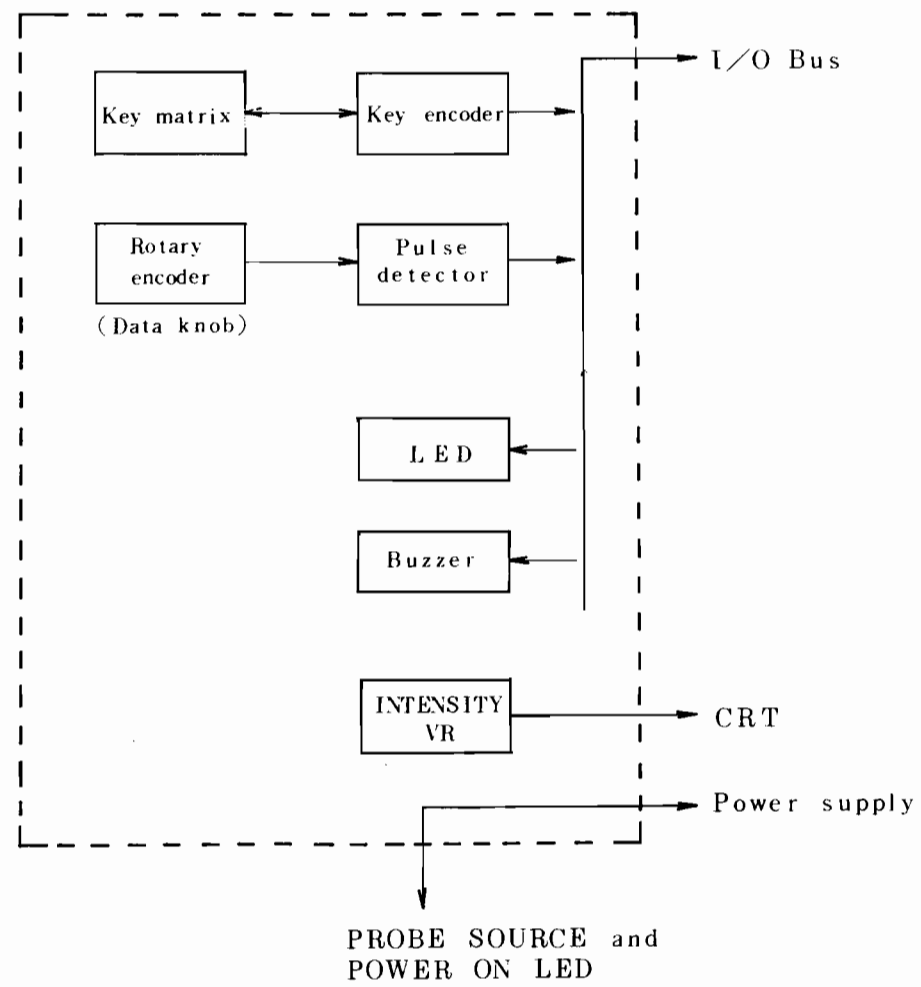 I/O Bus
Key matrix
Key encoder
Rotary
encoder
(Data knob)
Pulse
detector
LED
Buzzer
INTENSITY
VR
CRT
Power supply
PROBE SOURCE and
POWER ON LED